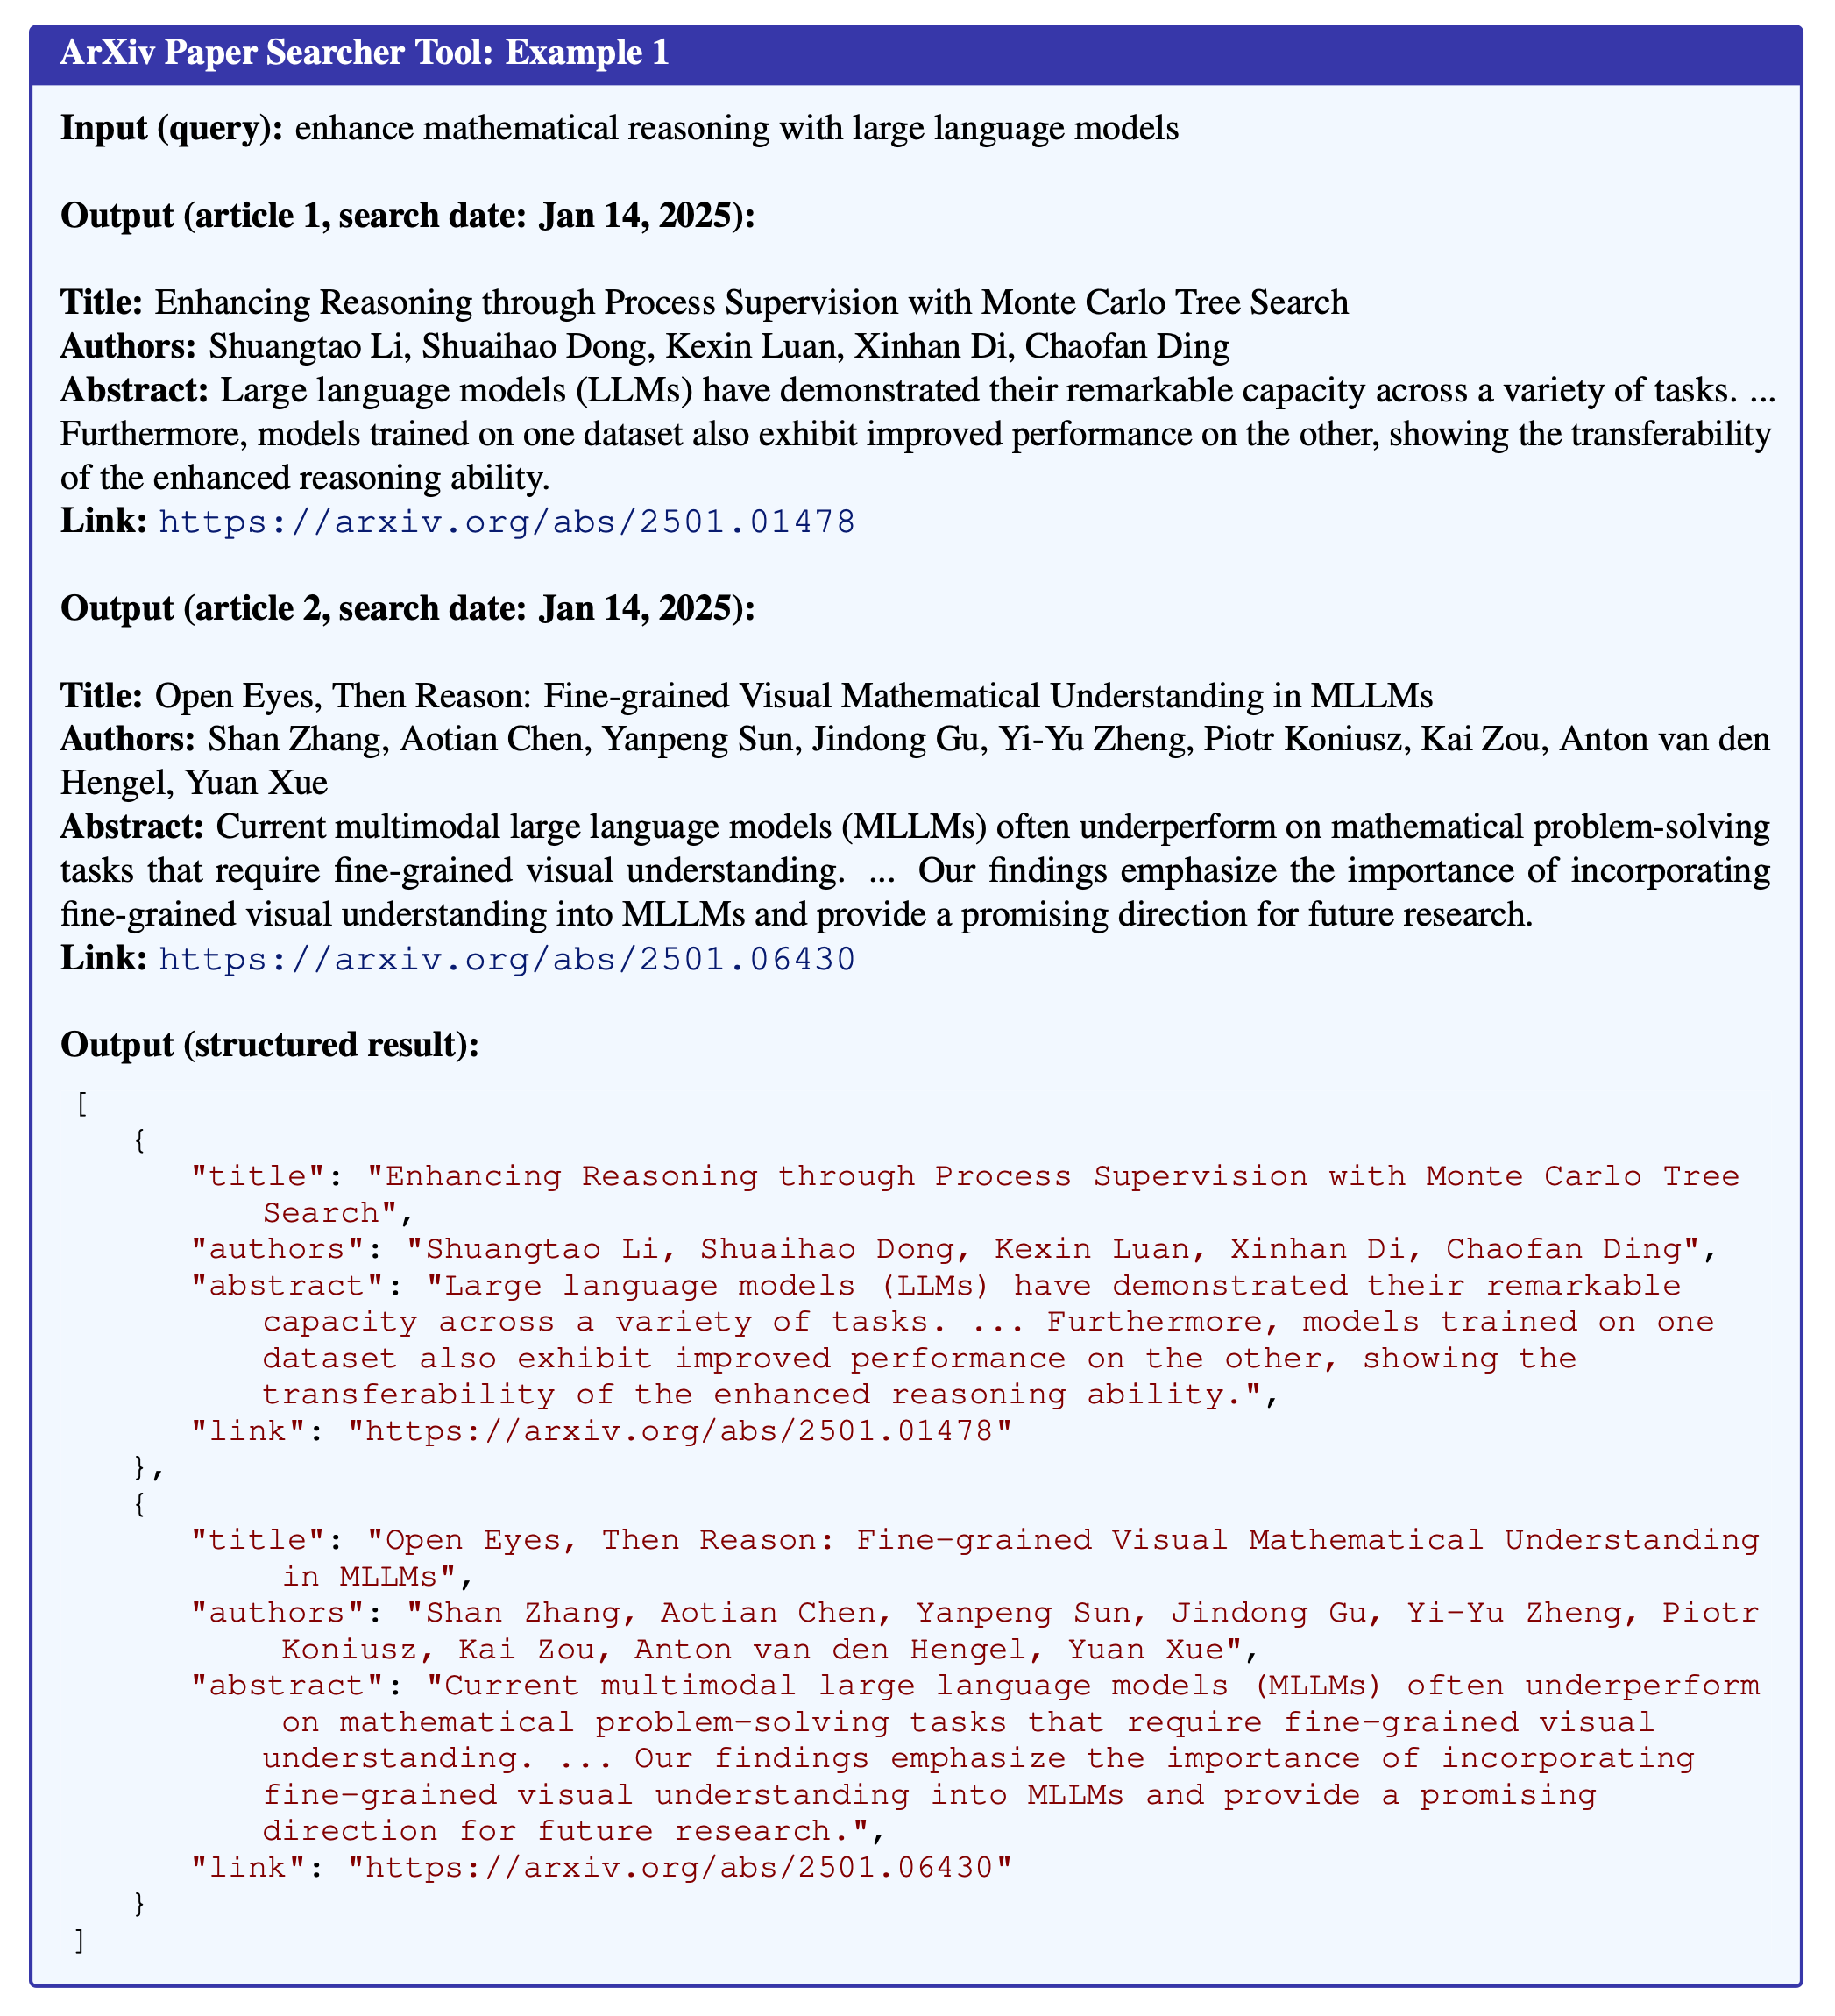 ArXiv Paper Searcher Tool: Example 1
Input (query): enhance mathematical reasoning with large language models
Output (article 1, search date: Jan 14, 2025):
Title: Enhancing Reasoning through Process Supervision with Monte Carlo Tree Search
Authors: Shuangtao Li, Shuaihao Dong, Kexin Luan, Xinhan Di, Chaofan Ding
Abstract: Large language models (LLMs) have demonstrated their remarkable capacity across a variety of tasks. ...
Furthermore, models trained on one dataset also exhibit improved performance on the other, showing the transferability
of the enhanced reasoning ability.
Link: https://arxiv.org/abs/2501.01478
Output (article 2, search date: Jan 14, 2025):
Title: Open Eyes, Then Reason: Fine-grained Visual Mathematical Understanding in MLLMs
Authors: Shan Zhang, Aotian Chen, Yanpeng Sun, Jindong Gu, Yi-Yu Zheng, Piotr Koniusz, Kai Zou, Anton van den
Hengel, Yuan Xue
Abstract: Current multimodal large language models (MLLMs) often underperform on mathematical problem-solving
tasks that require fine-grained visual understanding. ... Our findings emphasize the importance of incorporating
fine-grained visual understanding into MLLMs and provide a promising direction for future research.
Link: https://arxiv.org/abs/2501.06430
Output (structured result):
[
{
"title": "Enhancing Reasoning through Process Supervision with Monte Carlo Tree
Search",
"authors": "Shuangtao Li, Shuaihao Dong, Kexin Luan, Xinhan Di, Chaofan Ding",
"abstract": "Large language models (LLMs) have demonstrated their remarkable
capacity across a variety of tasks. ... Furthermore, models trained on one
dataset also exhibit improved performance on the other, showing the
transferability of the enhanced reasoning ability.",
"link": "https://arxiv.org/abs/2501.01478"
},
{
"title": "Open Eyes, Then Reason: Fine-grained Visual Mathematical Understanding
in MLLMs",
"authors": "Shan Zhang, Aotian Chen, Yanpeng Sun, Jindong Gu, Yi-Yu Zheng, Piotr
Koniusz, Kai Zou, Anton van den Hengel, Yuan Xue",
"abstract": "Current multimodal large language models (MLLMs) often underperform
on mathematical problem-solving tasks that require fine-grained visual
understanding. ... Our findings emphasize the importance of incorporating
fine-grained visual understanding into MLLMs and provide a promising
direction for future research.",
"link": "https://arxiv.org/abs/2501.06430"
}
]